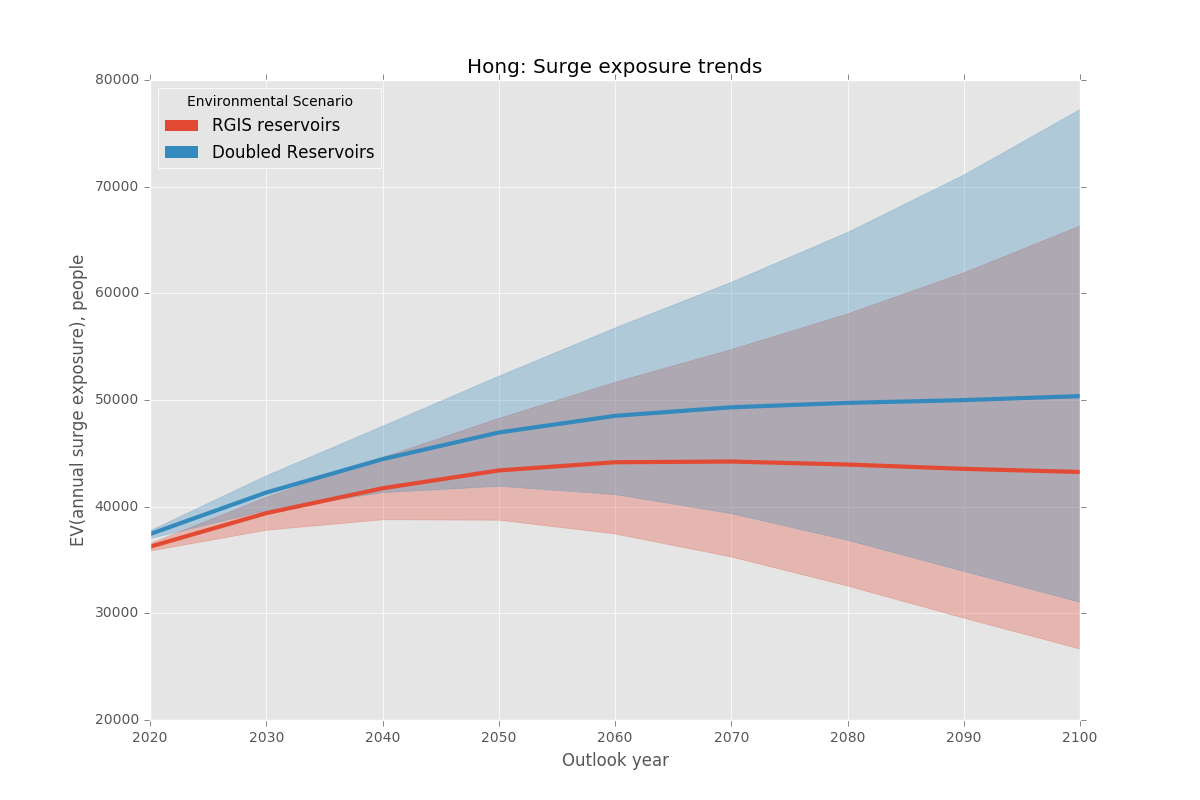 Hong: Surge exposure trends
80000
70000
60000
50000
40000
30000
20000
EV(annual surge exposure), people
Environmental Scenario
RGIS reservoirs
Doubled Reservoirs
2020 2030 2040 2050 2060 2070 2080 2090 2100
Outlook year